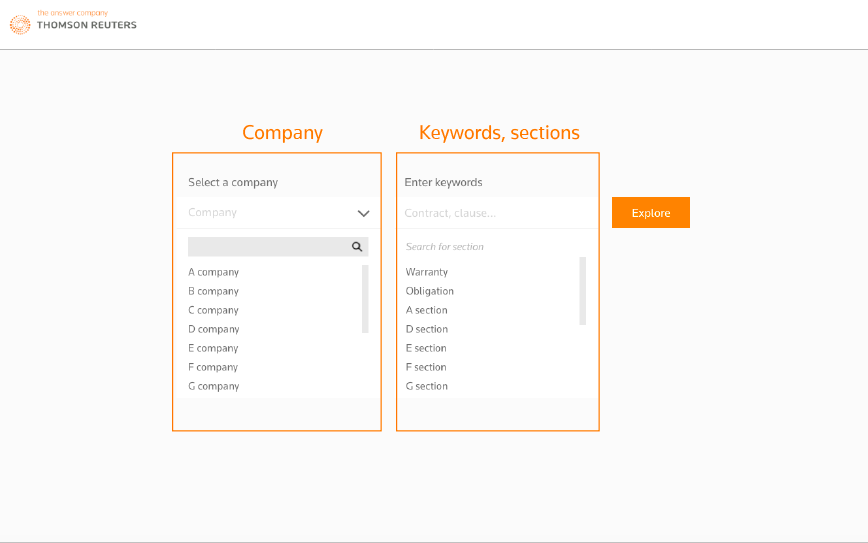 the answer company
THOMSON REUTERS
Company
Keywords, sections
Select a company
Enter keywords
Company
Contract, clause...
Explore
Search for section
A company
B company
C company
D company
E company
F company
G company
Warranty
Obligation
A section
D section
E section
F section
G section